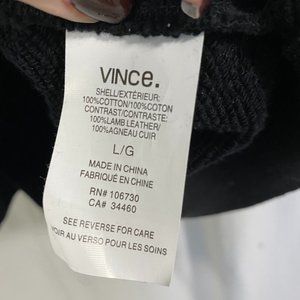 VINCe.
SHELL/EXTÉRIEUR:
100%COTTON/100%COTON
CONTRAST/CONTRASTE:
100%LAMB LEATHER/
100%AGNEAU CUIR
L/G
MADE IN CHINA
FABRIQUÉ EN CHINE
RN# 106730
CA# 34460
SEE REVERSE FOR CARE
VOIR AU VERSO POUR LES SOINS